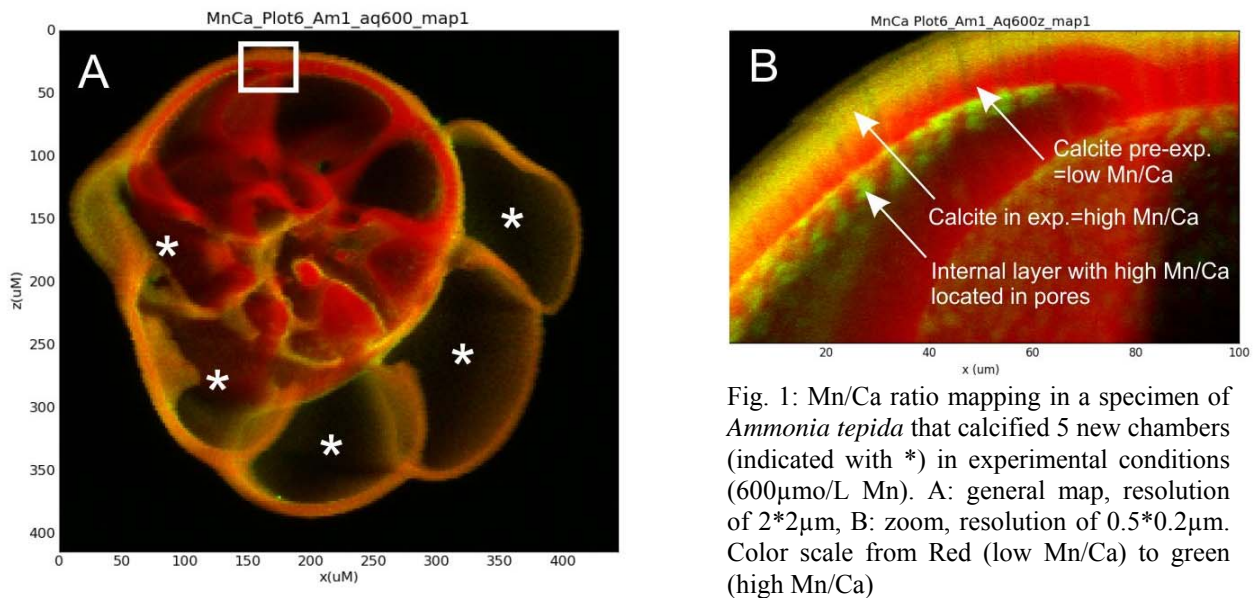 MnCa_Plot6_Am1_aq600_map1
A
*
*
*
*
*
0
50
100
150
200
250
300
350
400
z(uM)
0
50
100
150
200
250
300
350
400
x(uM)
MnCa Plot6_Am1_Aq600z_map1
B
Calcite pre-exp.
=low Mn/Ca
Calcite in exp.=high Mn/Ca
Internal layer with high Mn/Ca
located in pores
20
40
60
80
100
x (um)
Fig. 1: Mn/Ca ratio mapping in a specimen of
Ammonia tepida that calcified 5 new chambers
(indicated with *) in experimental conditions
(600µmo/L Mn). A: general map, resolution
of 2*2µm, B: zoom, resolution of 0.5*0.2µm.
Color scale from Red (low Mn/Ca) to green
(high Mn/Ca)